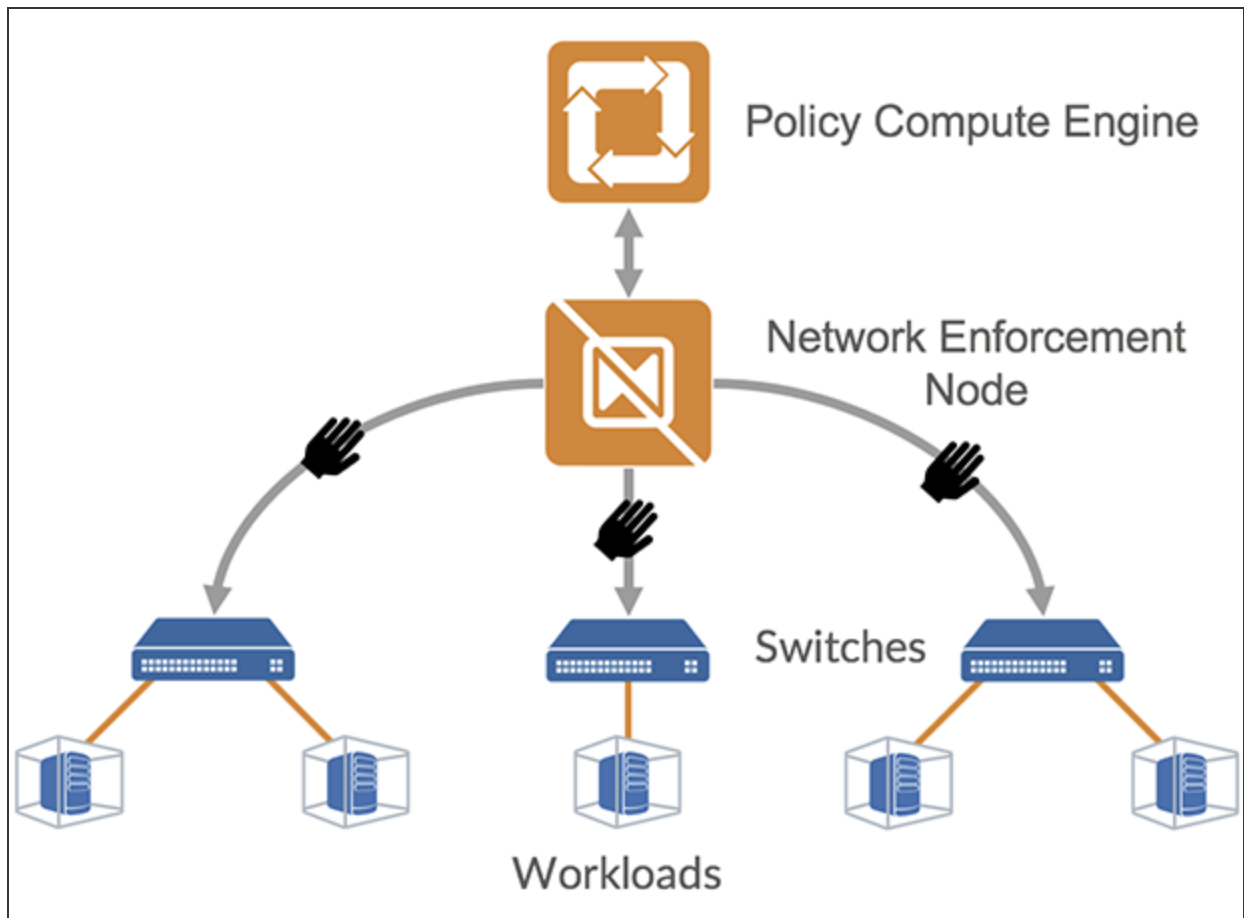 Policy Compute Engine
Network Enforcement
Node
Switches
Workloads